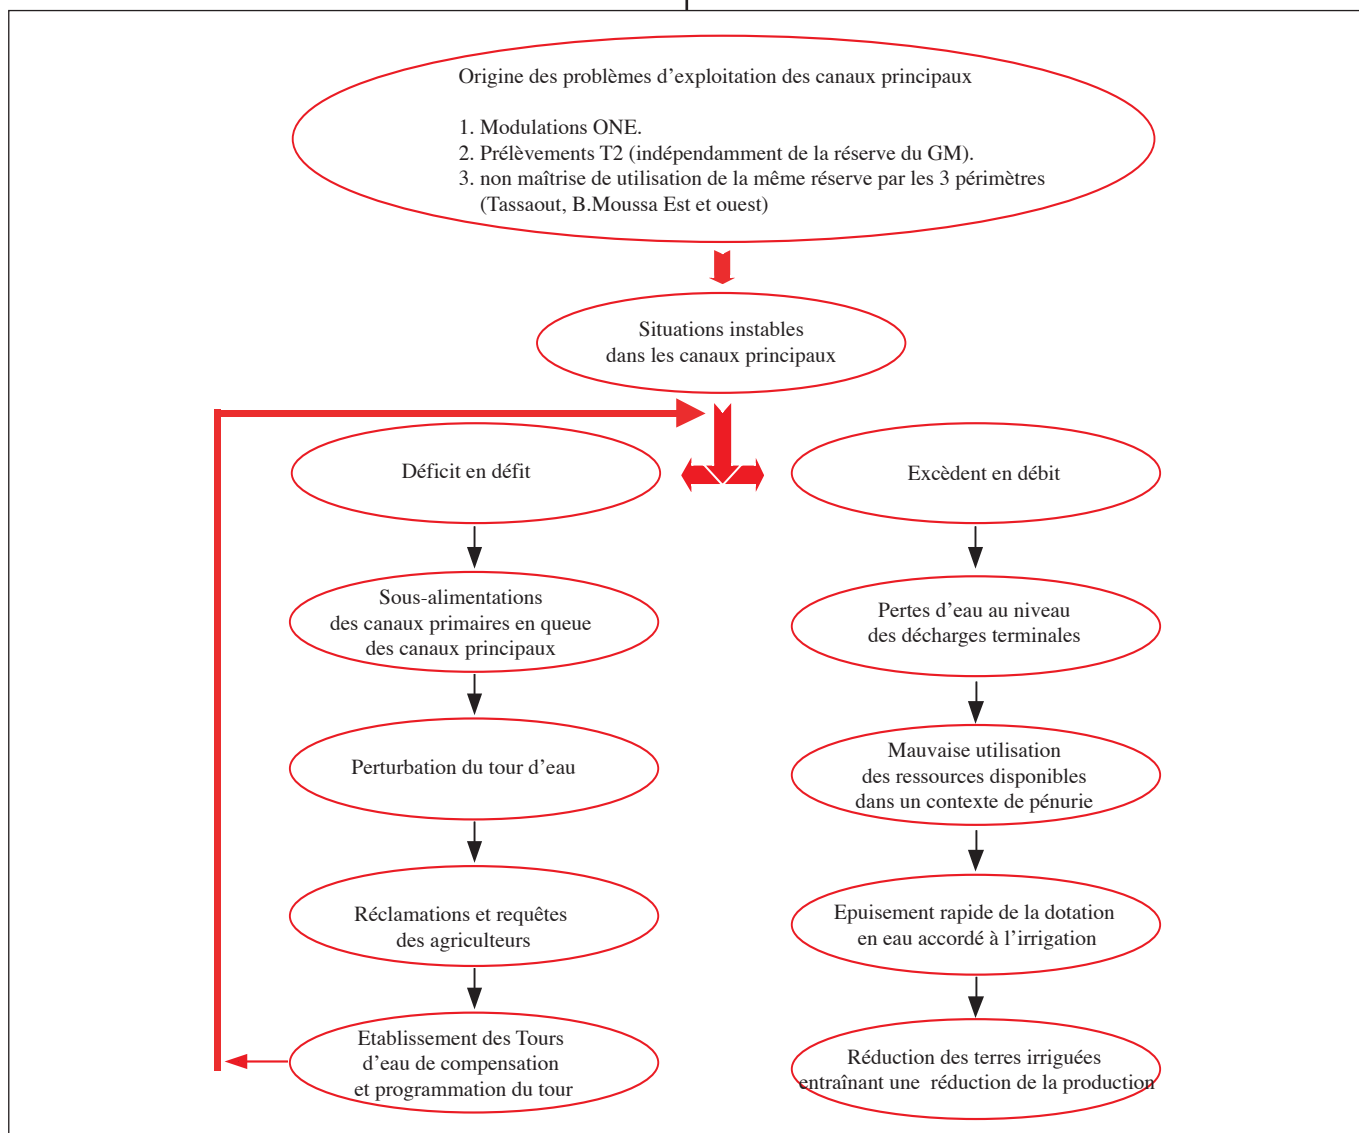 Origine des problèmes d’exploitation des canaux principaux
1. Modulations ONE.
2. Prélèvements T2 (indépendamment de la réserve du GM).
3. non maîtrise de utilisation de la même réserve par les 3 périmètres
(Tassaout, B.Moussa Est et ouest)
Situations instables
dans les canaux principaux
Déficit en défit
Sous-alimentations
des canaux primaires en queue
des canaux principaux
Perturbation du tour d’eau
Réclamations et requêtes
des agriculteurs
Etablissement des Tours
d’eau de compensation
et programmation du tour
Excèdent en débit
Pertes d’eau au niveau
des décharges terminales
Mauvaise utilisation
des ressources disponibles
dans un contexte de pénurie
Epuisement rapide de la dotation
en eau accordé à l’irrigation
Réduction des terres irriguées
entraînant une réduction de la production